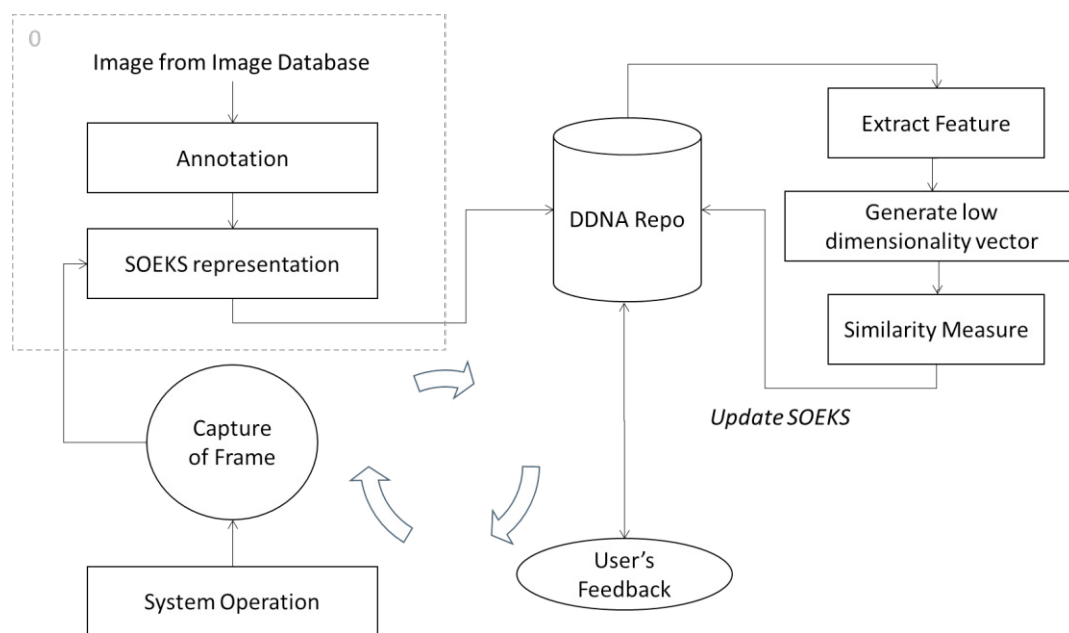 0
Image from Image Database
Annotation
SOEKS representation
Capture
of Frame
System Operation
DDNA Repo
User's
Feedback
Extract Feature
Generate low
dimensionality vector
Similarity Measure
Update SOEKS